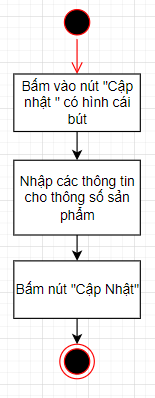 Bấm vào nút "Cập
nhật " có hình cái
bút
Nhập các thông tin
cho thông số sản
phẩm
Bấm nút "Cập Nhật"